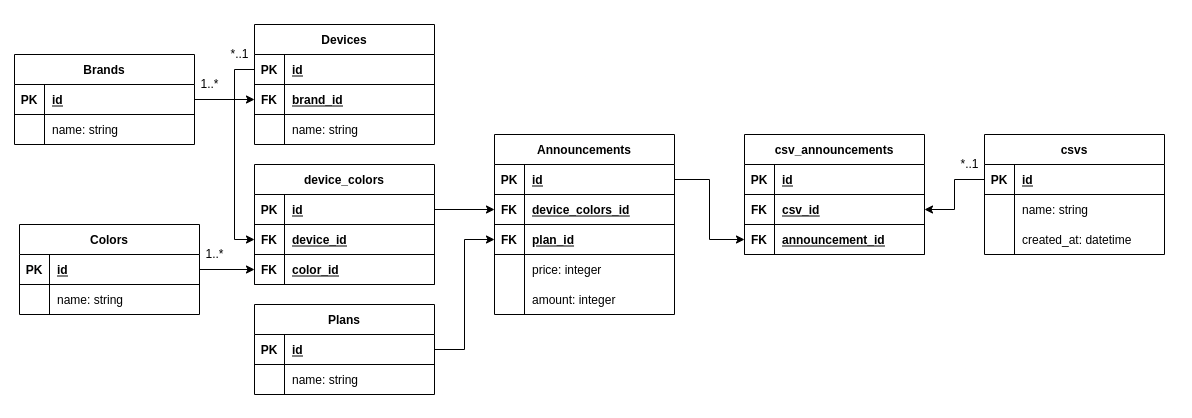 Brands
PK id
name: string
1..*
*..1
Devices
PK id
FK brand_id
name: string
device_colors
PK id
FK device_id
FK color_id
Colors
PK id
name: string
1..*
Plans
PK id
name: string
Announcements
PK id
FK device_colors_id
FK plan_id
price: integer
amount: integer
csv_announcements
PK id
FK csv_id
FK announcement_id
*..1
csvs
PK id
name: string
created_at: datetime